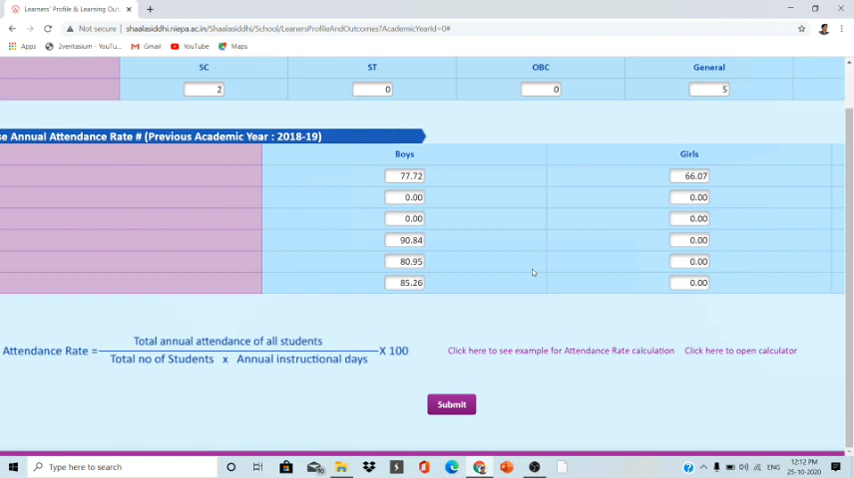 Learners' Profile & Learning Out
Not secure | shaalasiddhi.niepa.ac.in/Shaalasiddhi/School/LeanersProfileAndOutcomes?AcademicYearId=0#
Apps 2veritasium - YouTu... Gmail YouTube Maps
SC ST OBC General
2 0 0 5
se Annual Attendance Rate # (Previous Academic Year : 2018-19)
Boys Girls
77.72 66.07
0.00 0.00
0.00 0.00
90.84 0.00
80.95 0.00
85.26 0.00
Total annual attendance of all students
Attendance Rate = X 100
Total no of Students x Annual instructional days
Click here to see example for Attendance Rate calculation Click here to open calculator
Submit
Type here to search
ENG
12:12 PM
25-10-2020